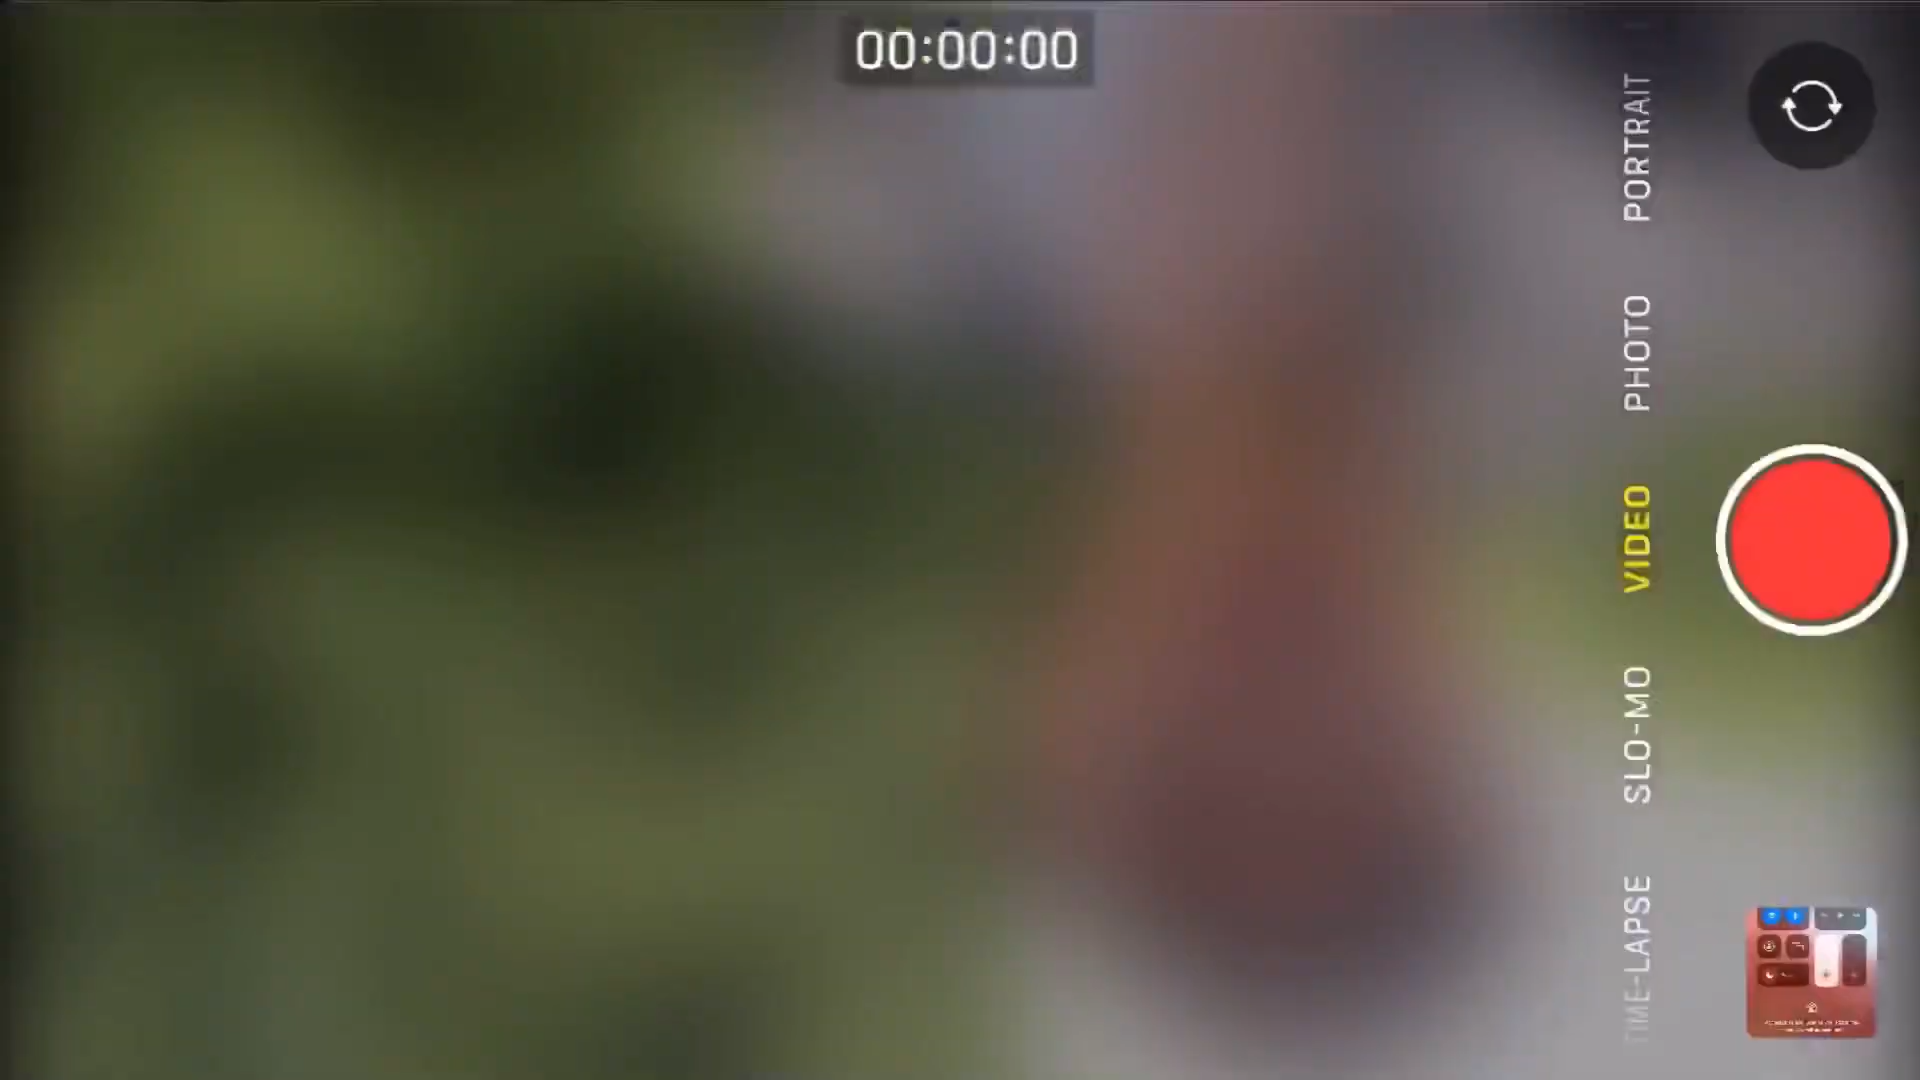 00:00:00
PORTRAIT
PHOTO
VIDEO
SLO-MO
TIME-LAPSE